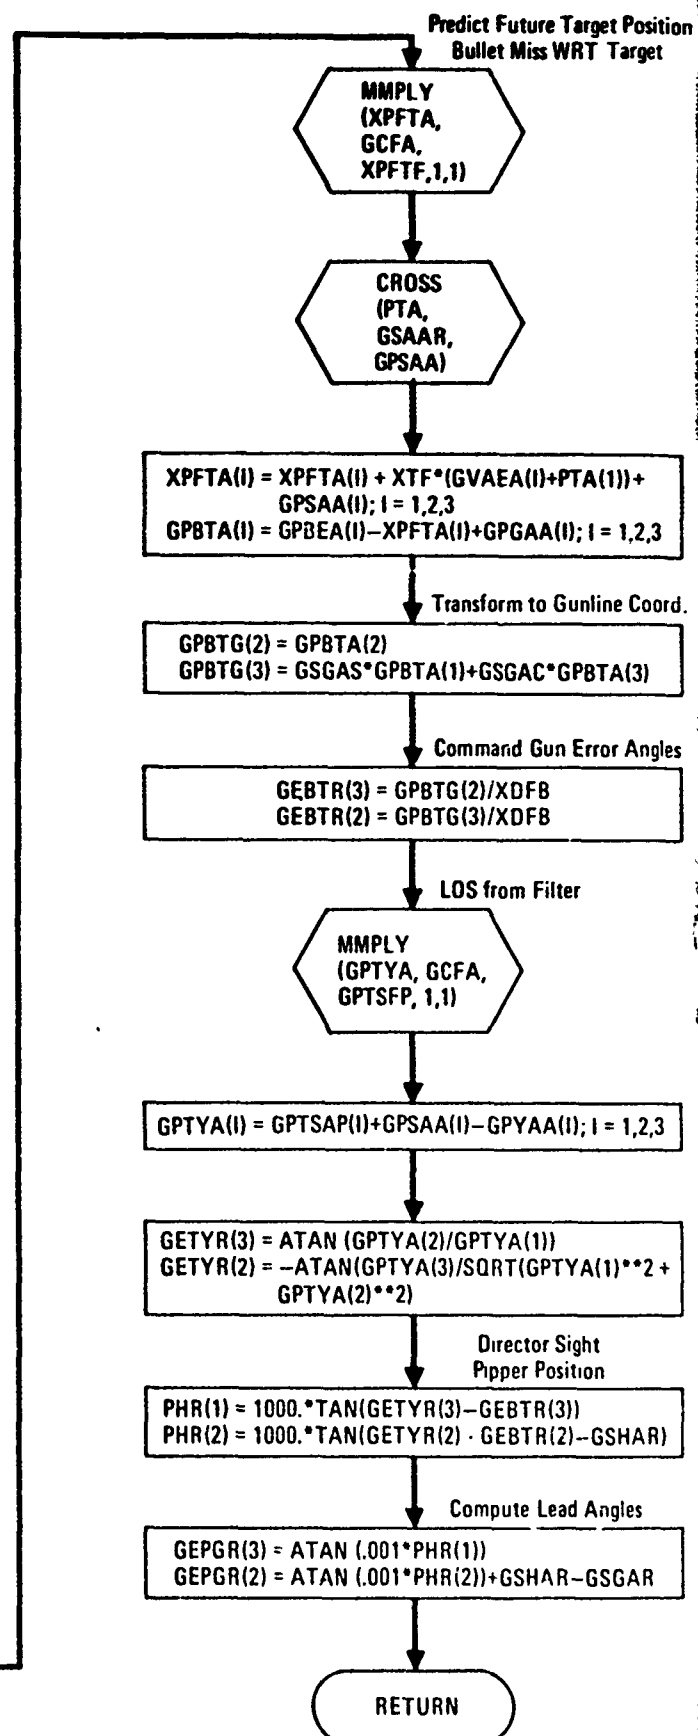 Predict Future Target Position
Bullet Miss WRT Target
MMPLY
(XPFTA,
GCFA,
XPFTF,1,1)
CROSS
(PTA,
GSAAR,
GPSAA)
XPFTA(I) = XPFTA(I) + XTF*(GVAEA(I)+PTA(1))+
GPSAA(I); I = 1,2,3
GPBTA(I) = GPBEA(I)–XPFTA(I)+GPGAA(I); I = 1,2,3
Transform to Gunline Coord.
GPBTG(2) = GPBTA(2)
GPBTG(3) = GSGAS*GPBTA(1)+GSGAC*GPBTA(3)
Command Gun Error Angles
GEBTR(3) = GPBTG(2)/XDFB
GEBTR(2) = GPBTG(3)/XDFB
LOS from Filter
MMPLY
(GPTYA, GCFA,
GPTSFP, 1,1)
GPTYA(I) = GPTSAP(I)+GPSAA(I)–GPYAA(I); I = 1,2,3
GETYR(3) = ATAN (GPTYA(2)/GPTYA(1))
GETYR(2) = –ATAN(GPTYA(3)/SQRT(GPTYA(1)**2 +
GPTYA(2)**2)
Director Sight
Pipper Position
PHR(1) = 1000.*TAN(GETYR(3)–GEBTR(3))
PHR(2) = 1000.*TAN(GETYR(2) · GEBTR(2)–GSHAR)
Compute Lead Angles
GEPGR(3) = ATAN (.001*PHR(1))
GEPGR(2) = ATAN (.001*PHR(2))+GSHAR–GSGAR
RETURN